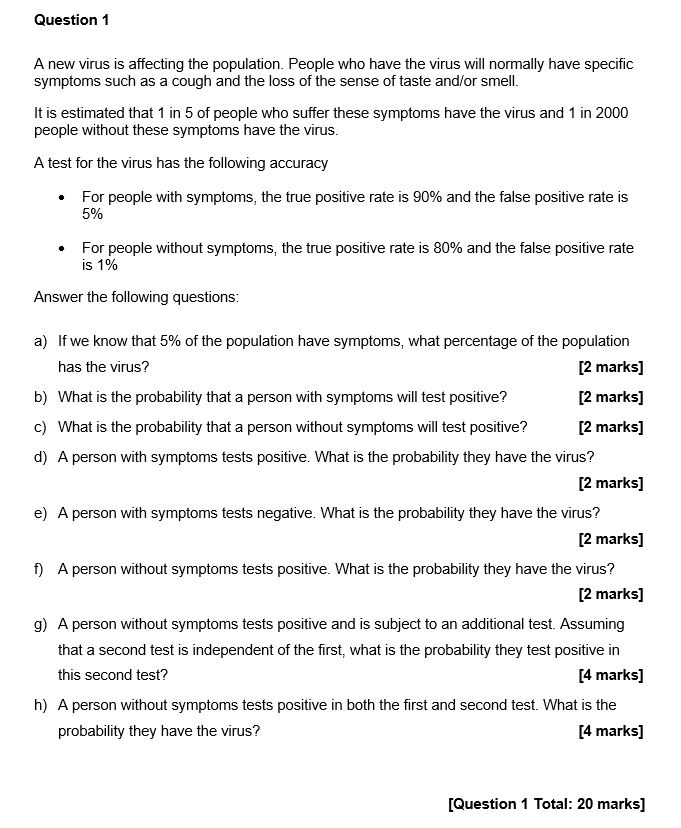 Question 1
A new virus is affecting the population. People who have the virus will normally have specific
symptoms such as a cough and the loss of the sense of taste and/or smell.
It is estimated that 1 in 5 of people who suffer these symptoms have the virus and 1 in 2000
people without these symptoms have the virus.
A test for the virus has the following accuracy
• For people with symptoms, the true positive rate is 90% and the false positive rate is
5%
• For people without symptoms, the true positive rate is 80% and the false positive rate
is 1%
Answer the following questions:
a) If we know that 5% of the population have symptoms, what percentage of the population
has the virus? [2 marks]
b) What is the probability that a person with symptoms will test positive? [2 marks]
c) What is the probability that a person without symptoms will test positive? [2 marks]
d) A person with symptoms tests positive. What is the probability they have the virus?
[2 marks]
e) A person with symptoms tests negative. What is the probability they have the virus?
[2 marks]
f) A person without symptoms tests positive. What is the probability they have the virus?
[2 marks]
g) A person without symptoms tests positive and is subject to an additional test. Assuming
that a second test is independent of the first, what is the probability they test positive in
this second test? [4 marks]
h) A person without symptoms tests positive in both the first and second test. What is the
probability they have the virus? [4 marks]
[Question 1 Total: 20 marks]